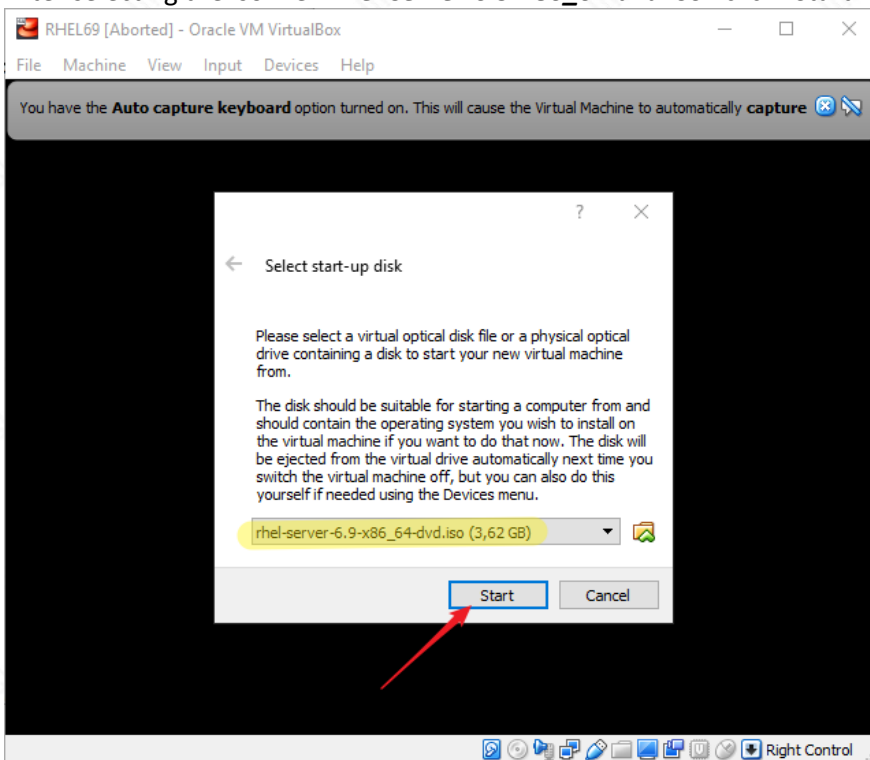 RHEL69 [Aborted] - Oracle VM VirtualBox
File Machine View Input Devices Help
You have the Auto capture keyboard option turned on. This will cause the Virtual Machine to automatically capture
?
Select start-up disk
Please select a virtual optical disk file or a physical optical
drive containing a disk to start your new virtual machine
from.
The disk should be suitable for starting a computer from and
should contain the operating system you wish to install on
the virtual machine if you want to do that now. The disk will
be ejected from the virtual drive automatically next time you
switch the virtual machine off, but you can also do this
yourself if needed using the Devices menu.
rhel-server-6.9-x86_64-dvd.iso (3,62 GB)
Start Cancel
Right Control